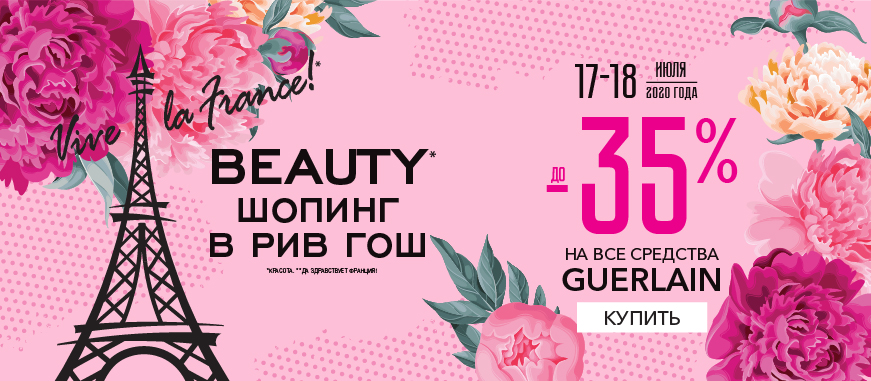 Vive la France!*
BEAUTY*
ШОПИНГ
В РИВ ГОШ
*КРАСОТА. **ДА ЗДРАВСТВУЕТ ФРАНЦИЯ!
17-18 ИЮЛЯ
2020 ГОДА
ДО
-35%
НА ВСЕ СРЕДСТВА
GUERLAIN
КУПИТЬ